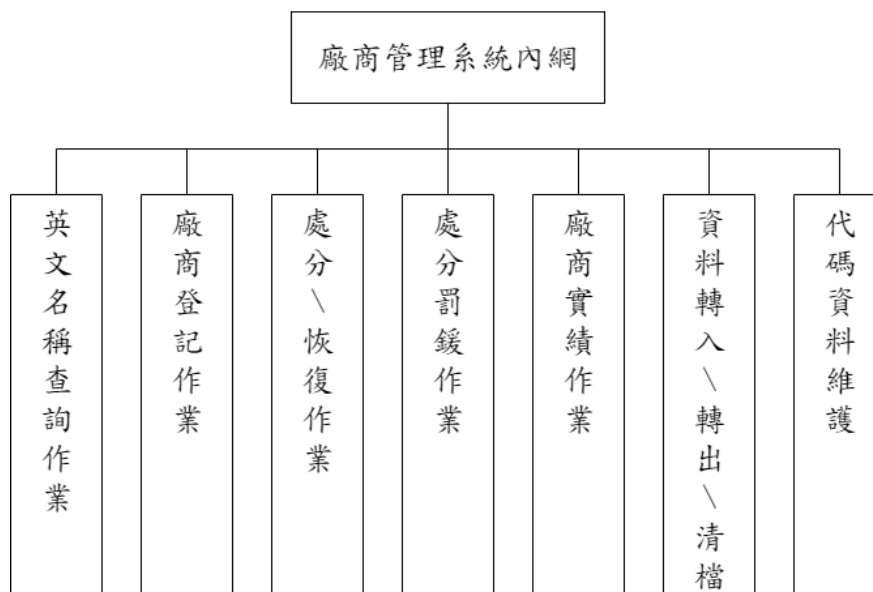 廠商管理系統內網
英文名稱查詢作業
廠商登記作業
處分\恢復作業
處分罰鍰作業
廠商實績作業
資料轉入\轉出\清檔
代碼資料維護